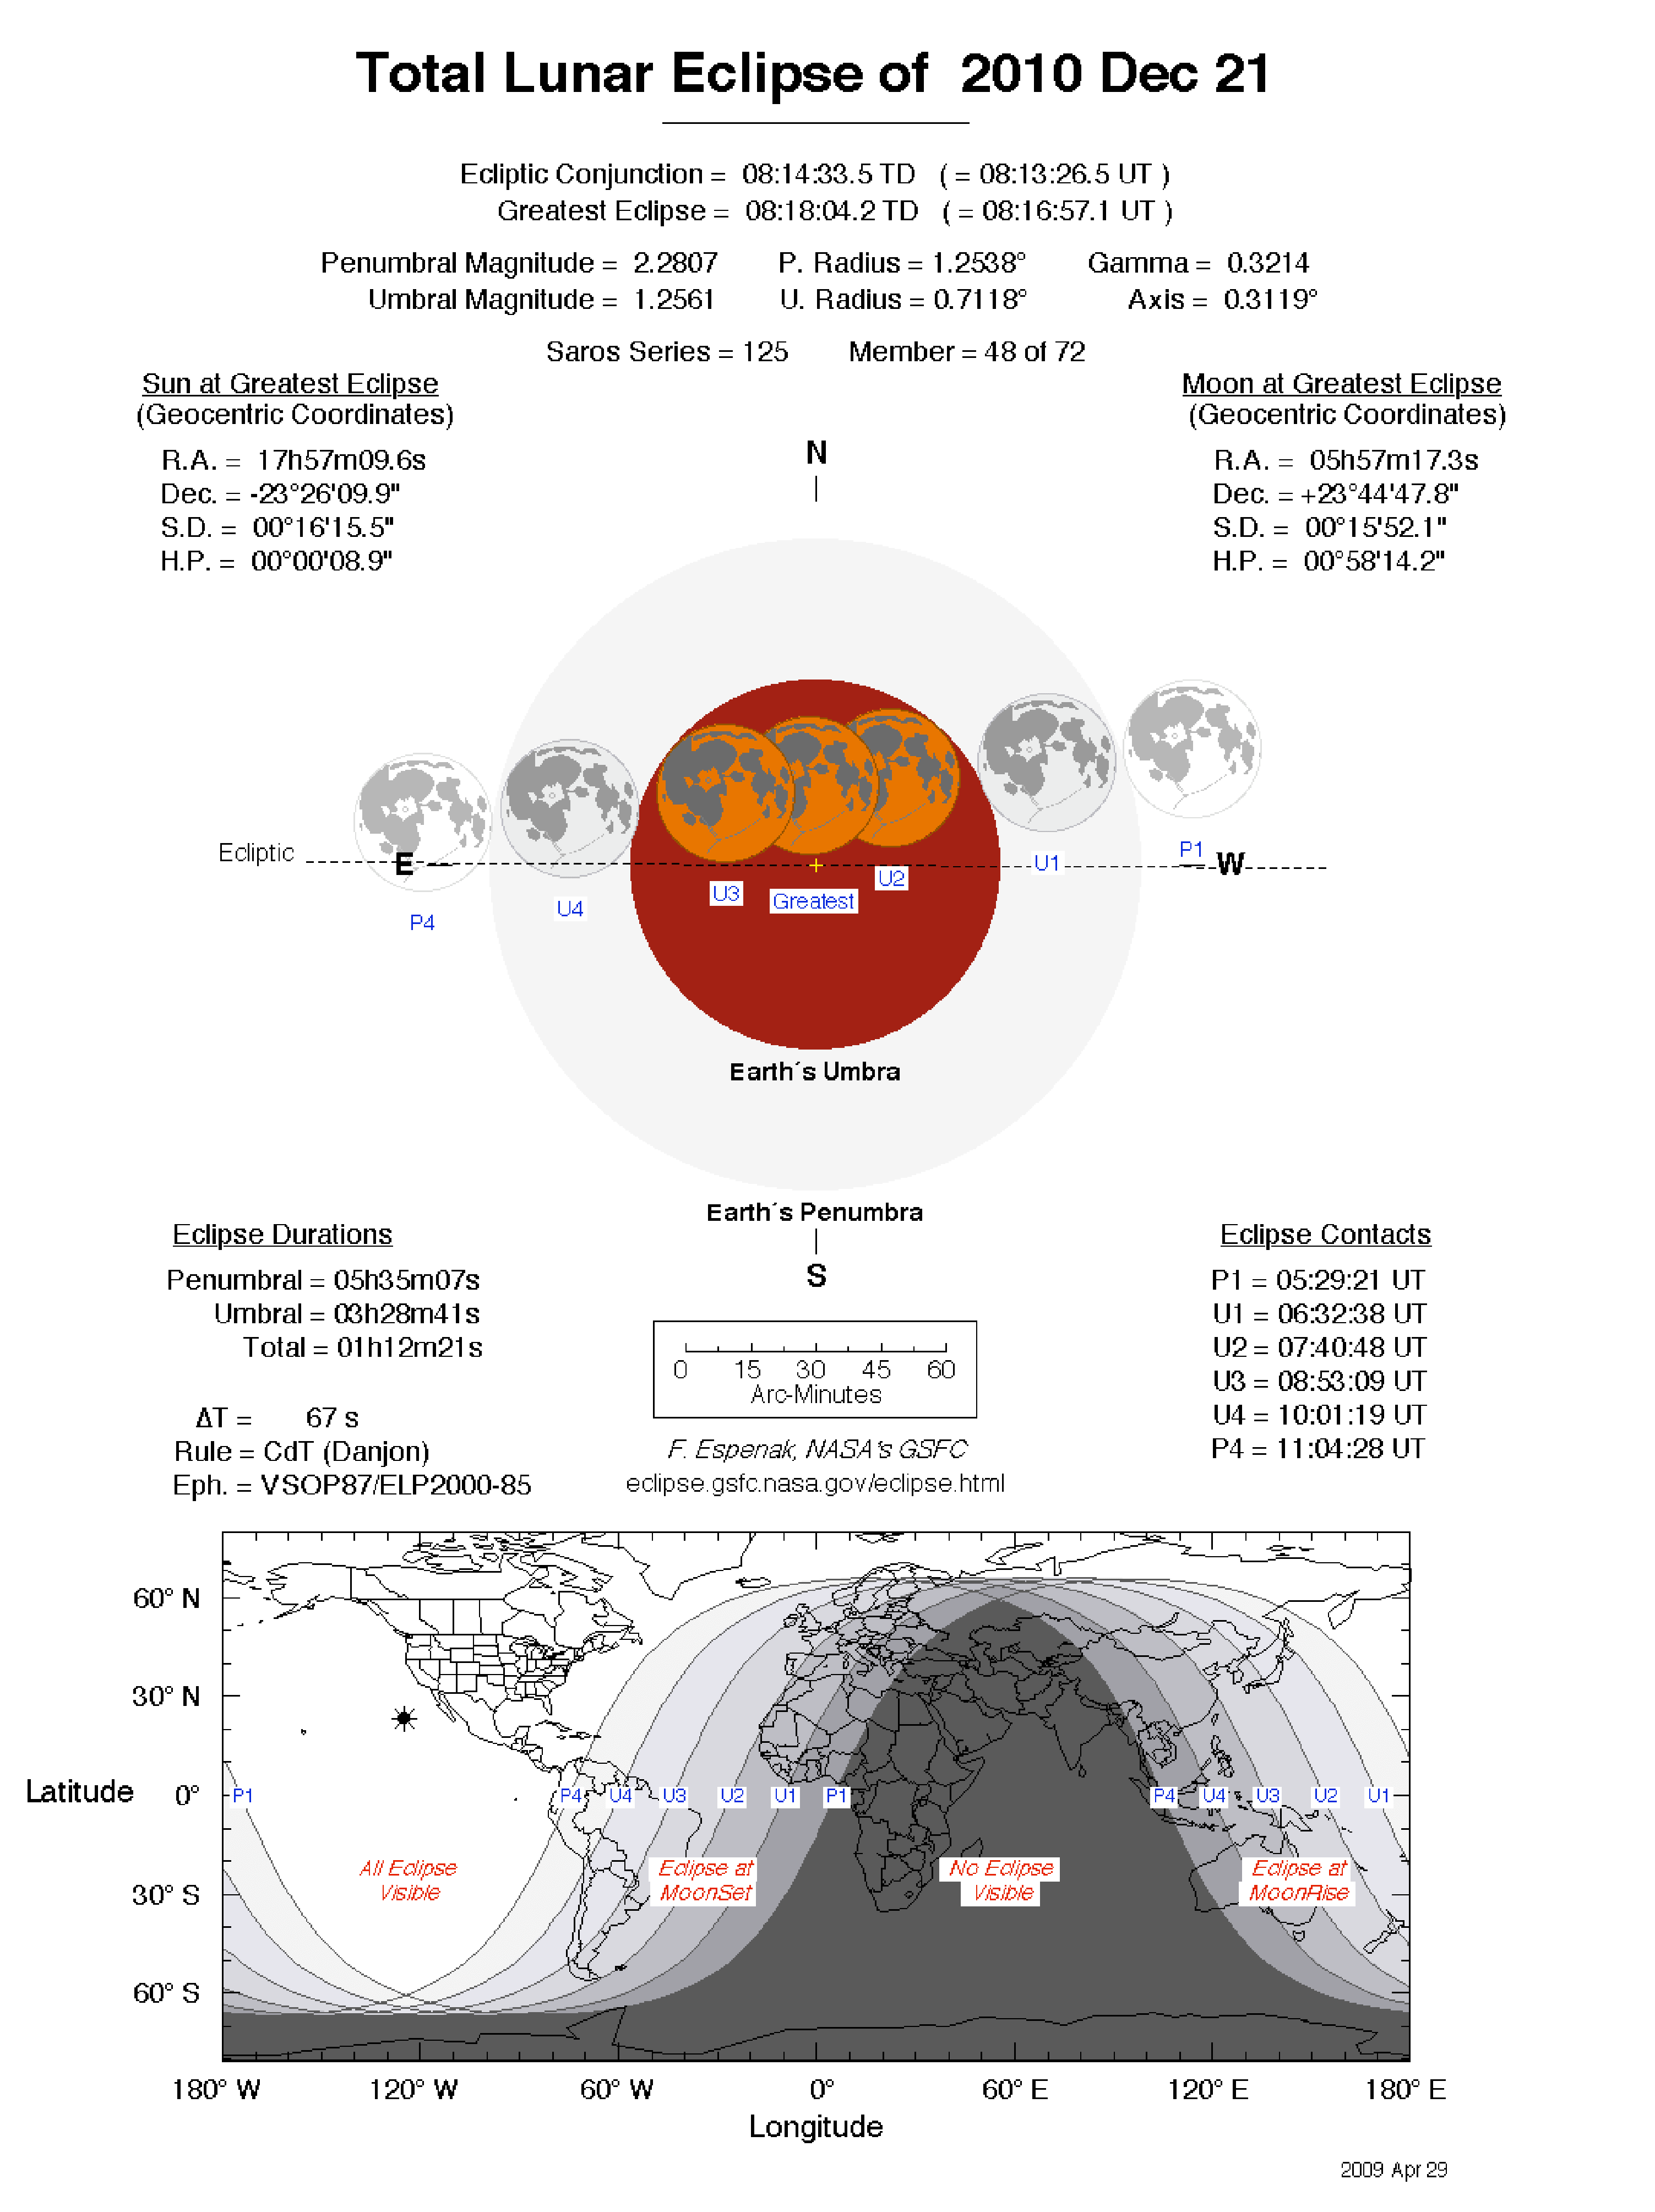 Total Lunar Eclipse of 2010 Dec 21
Ecliptic Conjunction = 08:14:33.5 TD ( = 08:13:26.5 UT )
Greatest Eclipse = 08:18:04.2 TD ( = 08:16:57.1 UT )
Penumbral Magnitude = 2.2807 P. Radius = 1.2538° Gamma = 0.3214
Umbral Magnitude = 1.2561 U. Radius = 0.7118° Axis = 0.3119°
Saros Series = 125 Member = 48 of 72
Sun at Greatest Eclipse
(Geocentric Coordinates)
R.A. = 17h57m09.6s
Dec. = -23°26'09.9"
S.D. = 00°16'15.5"
H.P. = 00°00'08.9"
Moon at Greatest Eclipse
(Geocentric Coordinates)
R.A. = 05h57m17.3s
Dec. = +23°44'47.8"
S.D. = 00°15'52.1"
H.P. = 00°58'14.2"
N
Ecliptic
E
W
P4
U4
U3
Greatest
U2
U1
P1
Earth´s Umbra
Earth´s Penumbra
S
Eclipse Durations
Penumbral = 05h35m07s
Umbral = 03h28m41s
Total = 01h12m21s
ΔT = 67 s
Rule = CdT (Danjon)
Eph. = VSOP87/ELP2000-85
0 15 30 45 60
Arc-Minutes
F. Espenak, NASA's GSFC
eclipse.gsfc.nasa.gov/eclipse.html
Eclipse Contacts
P1 = 05:29:21 UT
U1 = 06:32:38 UT
U2 = 07:40:48 UT
U3 = 08:53:09 UT
U4 = 10:01:19 UT
P4 = 11:04:28 UT
60° N
30° N
Latitude 0°
30° S
60° S
P1 P4 U4 U3 U2 U1 P1 P4 U4 U3 U2 U1
All Eclipse
Visible
Eclipse at
MoonSet
No Eclipse
Visible
Eclipse at
MoonRise
180° W 120° W 60° W 0° 60° E 120° E 180° E
Longitude
2009 Apr 29